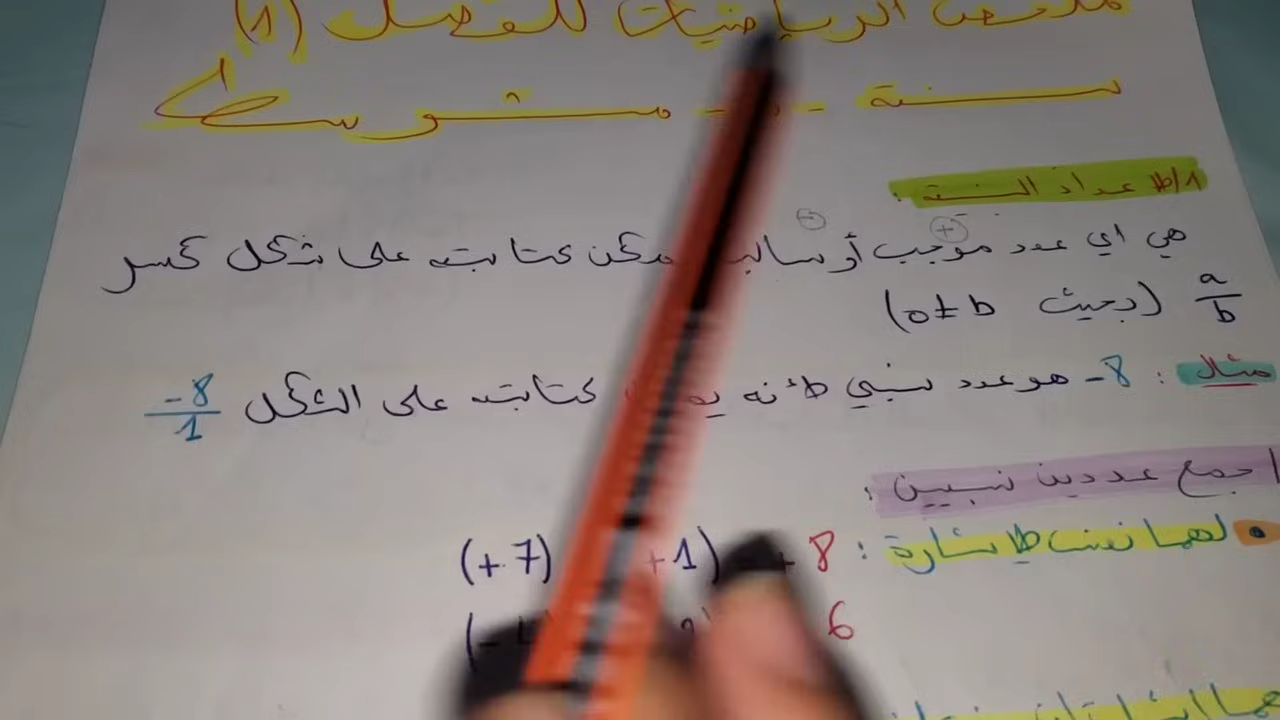 ملخص الرياضيات للفصل (1)
سنة - - متوسط
1/ الأعداد النسبية :
هي أي عدد موجب (+) أو سالب (-) يمكن كتابته على شكل كسر
a/b (بحيث b ≠ 0)
مثال : 8- هو عدد نسبي لأنه يمكن كتابته على الشكل -8/1
جمع عددين نسبيين :
• لهما نفس الإشارة : (+7) +1) + 8
6